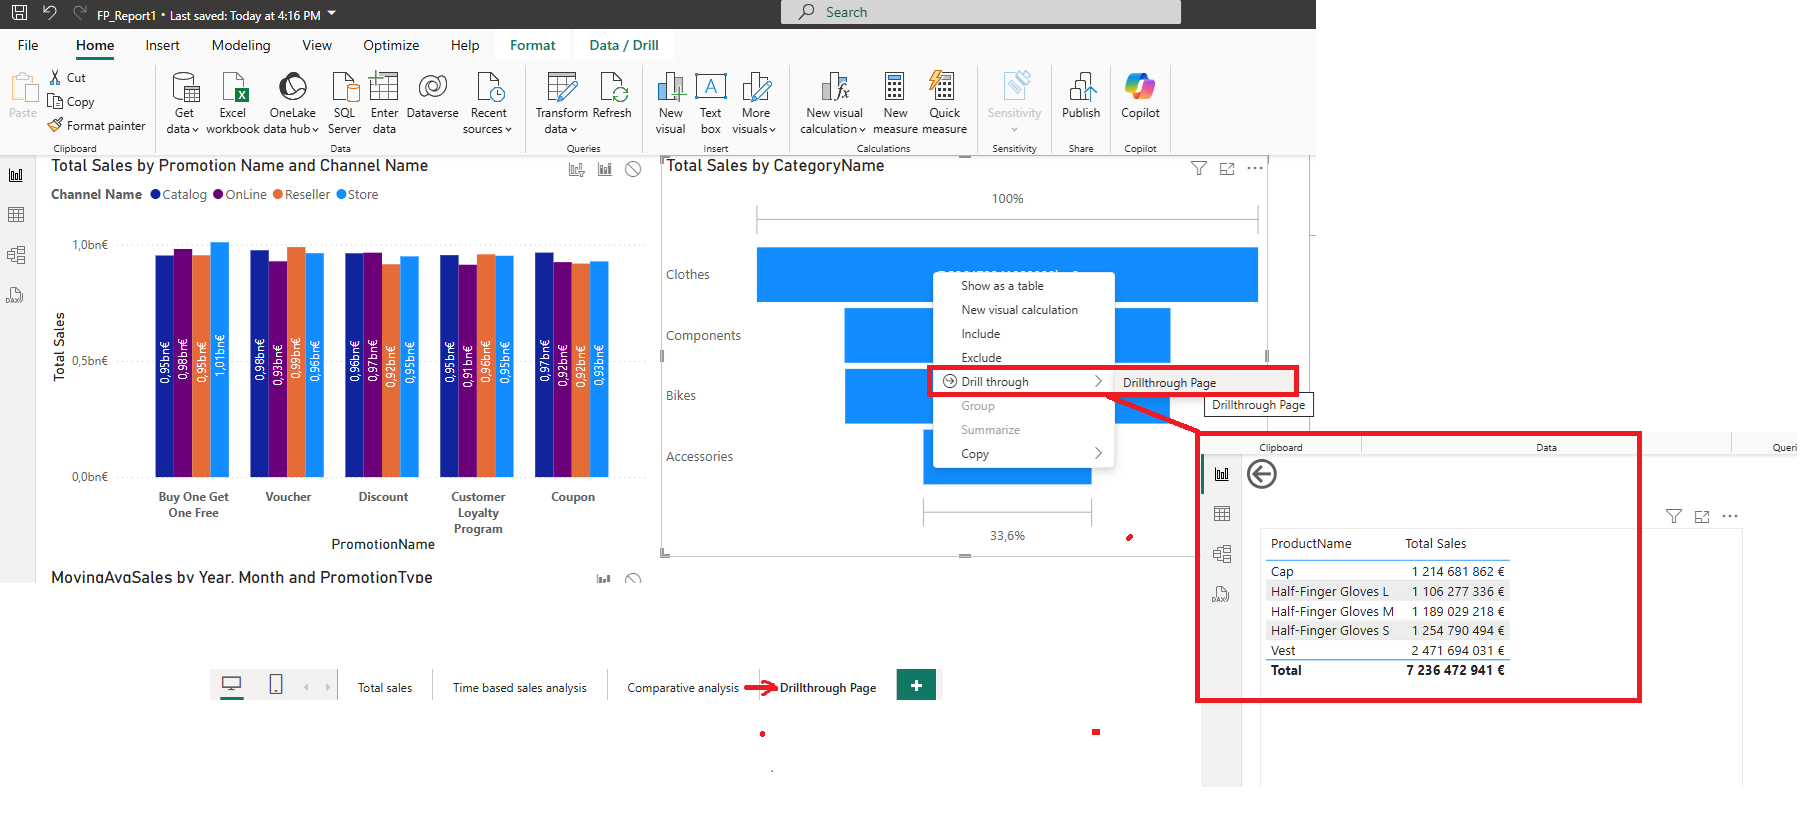 FP_Report1 • Last saved: Today at 4:16 PM
Search
File Home Insert Modeling View Optimize Help Format Data / Drill
Paste
Cut
Copy
Format painter
Clipboard
Get data
Excel workbook
OneLake data hub
SQL Server
Enter data
Dataverse
Recent sources
Data
Transform data
Refresh
Queries
New visual
Text box
More visuals
Insert
New visual calculation
New measure
Quick measure
Calculations
Sensitivity
Sensitivity
Publish
Share
Copilot
Copilot
Total Sales by Promotion Name and Channel Name
Channel Name Catalog OnLine Reseller Store
Total Sales
1,0bn€
0,5bn€
0,0bn€
0,95bn€ 0,98bn€ 0,95bn€ 1,01bn€
0,98bn€ 0,93bn€ 0,99bn€ 0,96bn€
0,96bn€ 0,97bn€ 0,92bn€ 0,95bn€
0,95bn€ 0,91bn€ 0,96bn€ 0,95bn€
0,97bn€ 0,92bn€ 0,92bn€ 0,93bn€
Buy One Get One Free
Voucher
Discount
Customer Loyalty Program
Coupon
PromotionName
MovingAvgSales by Year, Month and PromotionType
Total Sales by CategoryName
100%
Clothes
Components
Bikes
Accessories
33,6%
Show as a table
New visual calculation
Include
Exclude
Drill through
Group
Summarize
Copy
Drillthrough Page
Drillthrough Page
Clipboard Data Queri
DAX
ProductName Total Sales
Cap 1 214 681 862 €
Half-Finger Gloves L 1 106 277 336 €
Half-Finger Gloves M 1 189 029 218 €
Half-Finger Gloves S 1 254 790 494 €
Vest 2 471 694 031 €
Total 7 236 472 941 €
DAX
Total sales Time based sales analysis Comparative analysis Drillthrough Page